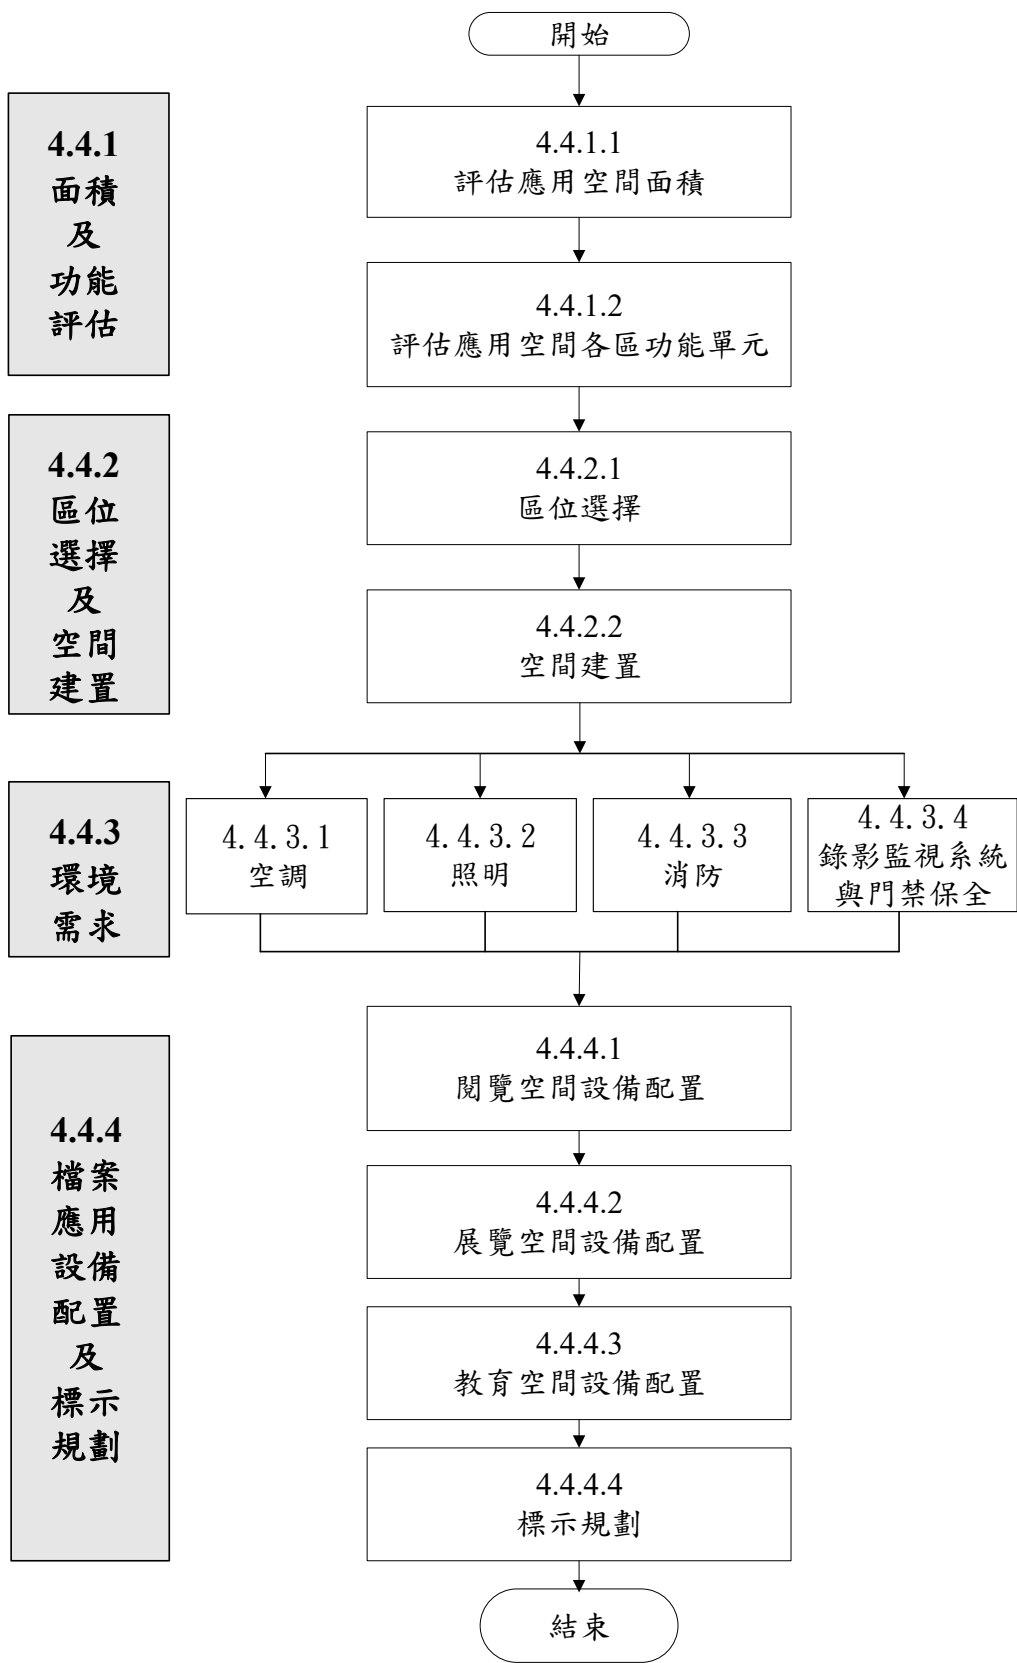 開始
4.4.1
面積
及
功能
評估
4.4.1.1
評估應用空間面積
4.4.1.2
評估應用空間各區功能單元
4.4.2
區位
選擇
及
空間
建置
4.4.2.1
區位選擇
4.4.2.2
空間建置
4.4.3
環境
需求
4.4.3.1
空調
4.4.3.2
照明
4.4.3.3
消防
4.4.3.4
錄影監視系統
與門禁保全
4.4.4
檔案
應用
設備
配置
及
標示
規劃
4.4.4.1
閱覽空間設備配置
4.4.4.2
展覽空間設備配置
4.4.4.3
教育空間設備配置
4.4.4.4
標示規劃
結束